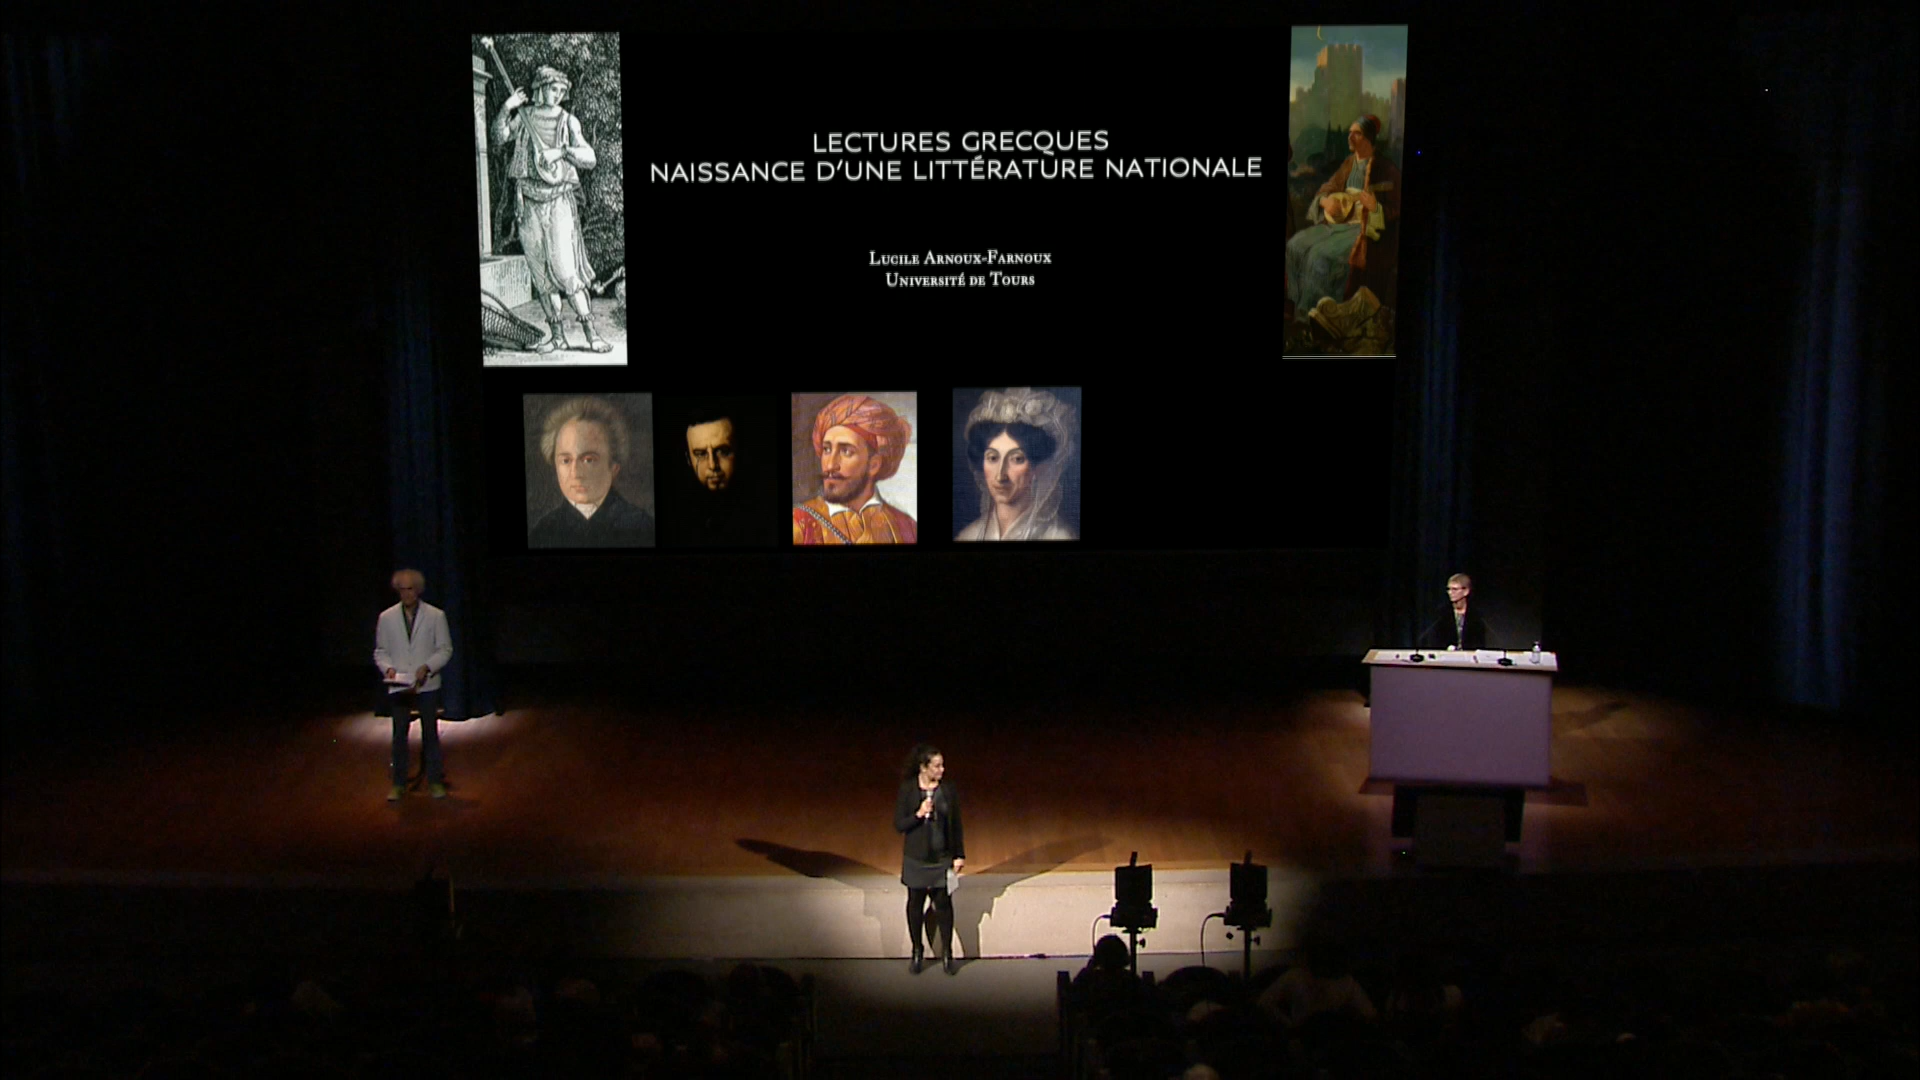 LECTURES GRECQUES
NAISSANCE D'UNE LITTÉRATURE NATIONALE
Lucile Arnoux-Farnoux
Université de Tours